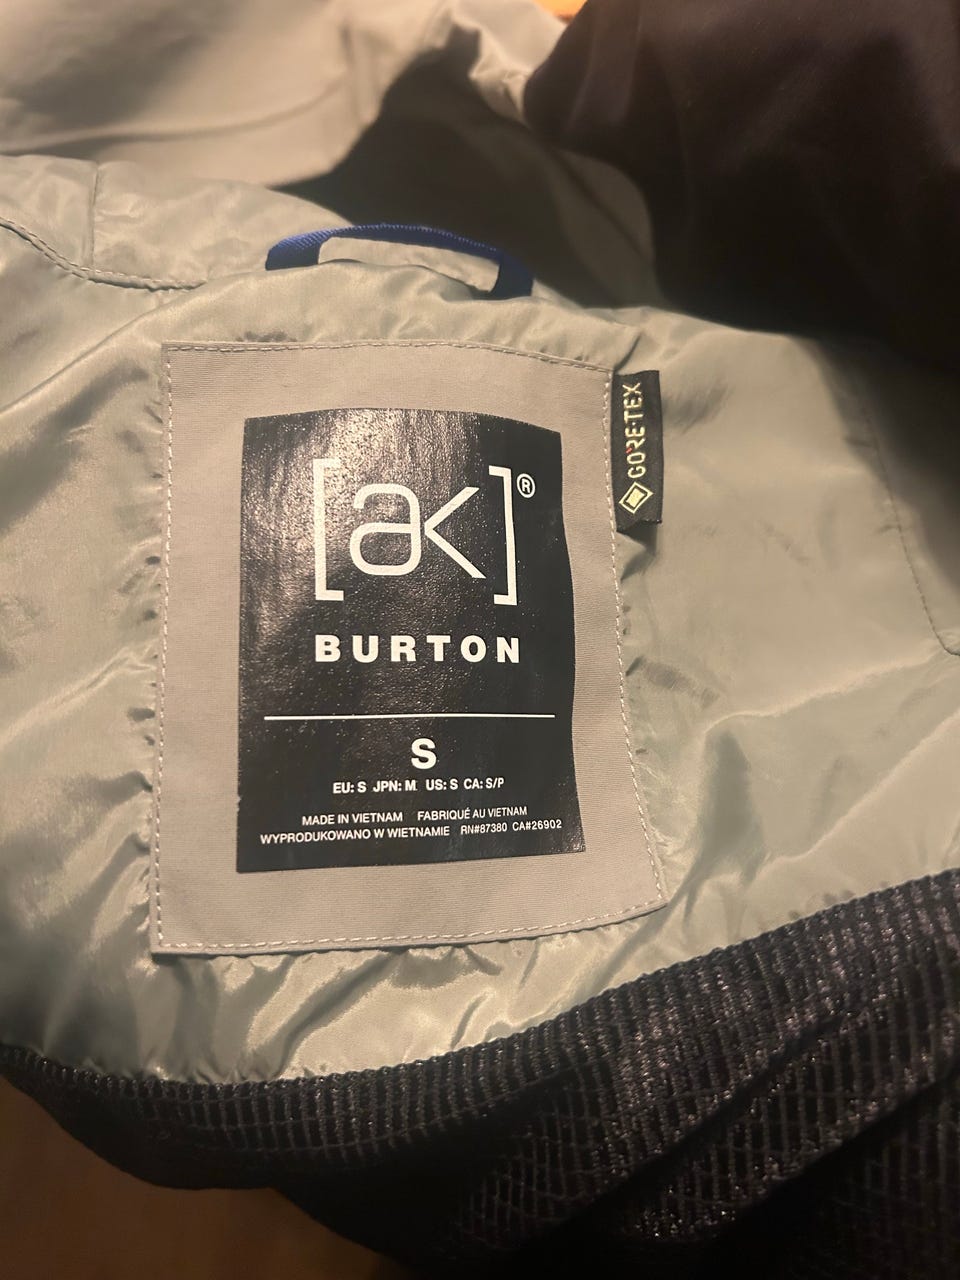 [ak]®
BURTON
S
EU: S JPN: M US: S CA: S/P
MADE IN VIETNAM FABRIQUÉ AU VIETNAM
WYPRODUKOWANO W WIETNAMIE RN#87380 CA#26902
GORE-TEX